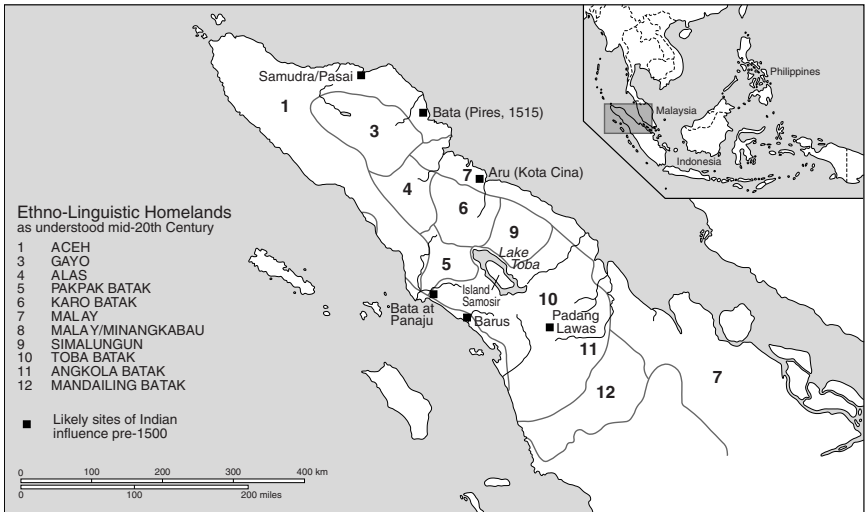 Samudra/Pasai
1
Bata (Pires, 1515)
3
7
Aru (Kota Cina)
4
6
9
Lake
Toba
5
Island
Samosir
Bata at
Panaju
Barus
10
Padang
Lawas
11
12
7
Philippines
Malaysia
Indonesia
Ethno-Linguistic Homelands
as understood mid-20th Century
1 ACEH
3 GAYO
4 ALAS
5 PAKPAK BATAK
6 KARO BATAK
7 MALAY
8 MALAY/MINANGKABAU
9 SIMALUNGUN
10 TOBA BATAK
11 ANGKOLA BATAK
12 MANDAILING BATAK
Likely sites of Indian
influence pre-1500
0 100 200 300 400 km
0 100 200 miles